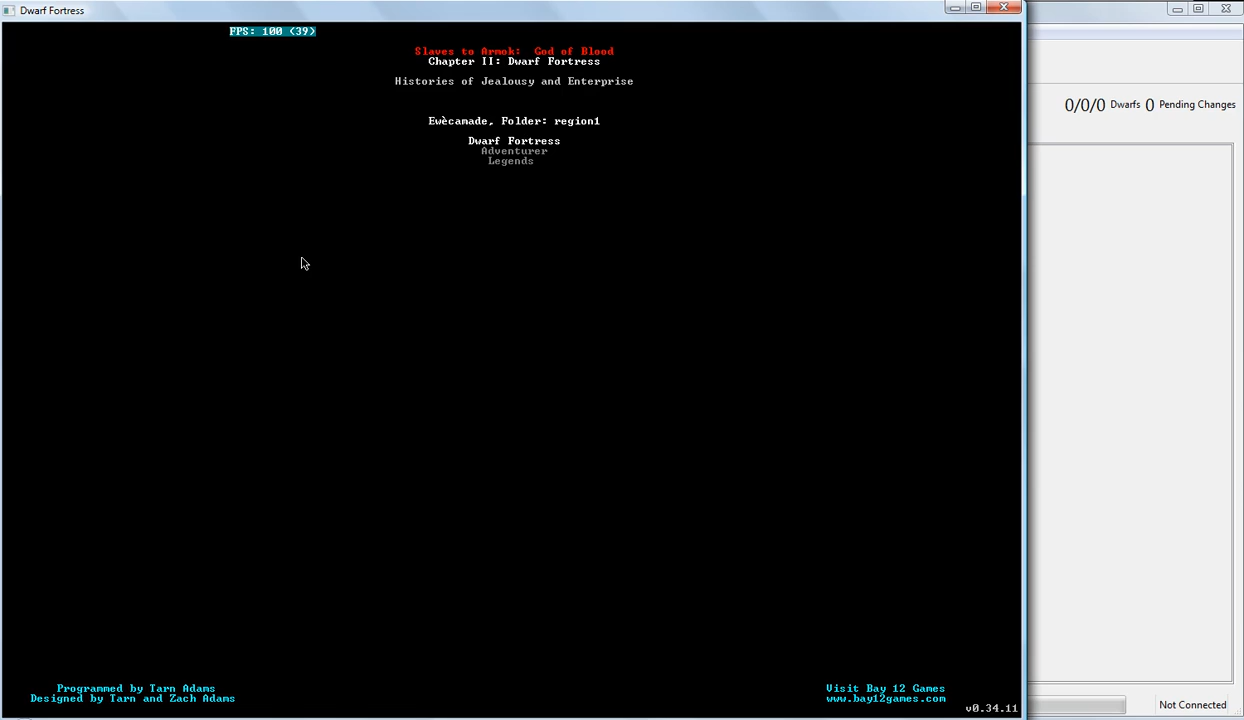 Dwarf Fortress
FPS: 100 (39)
Slaves to Armok: God of Blood
Chapter II: Dwarf Fortress
Histories of Jealousy and Enterprise
Ewècamade, Folder: region1
Dwarf Fortress
Adventurer
Legends
0/0/0 Dwarfs 0 Pending Changes
Programmed by Tarn Adams
Designed by Tarn and Zach Adams
Visit Bay 12 Games
www.bay12games.com
v0.34.11
Not Connected